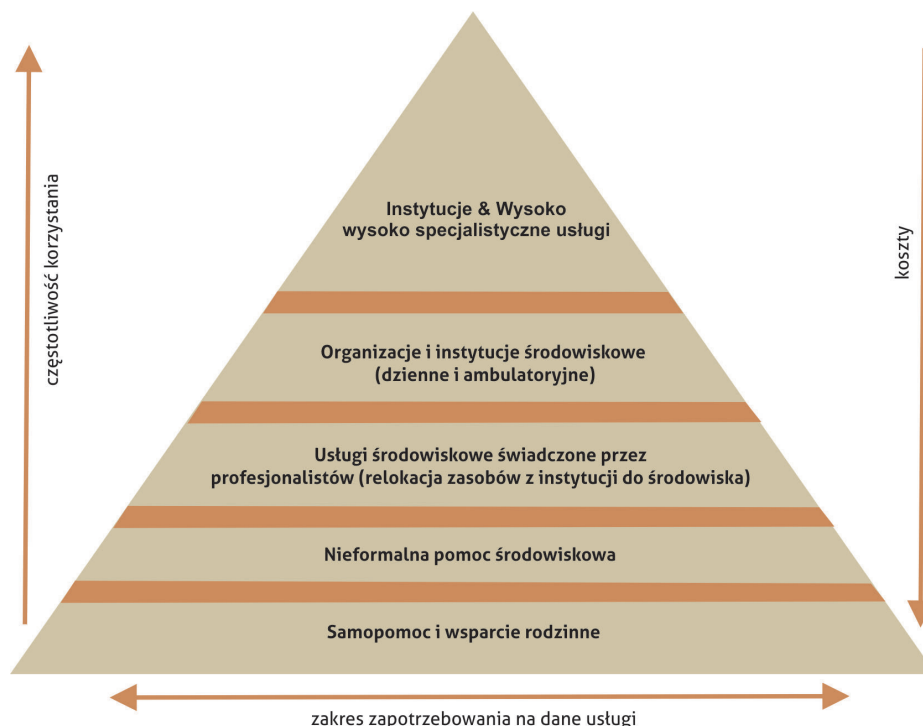 Instytucje & Wysoko
wysoko specjalistyczne usługi
częstotliwość korzystania
koszty
Organizacje i instytucje środowiskowe
(dzienne i ambulatoryjne)
Usługi środowiskowe świadczone przez
profesjonalistów (relokacja zasobów z instytucji do środowiska)
Nieformalna pomoc środowiskowa
Samopomoc i wsparcie rodzinne
zakres zapotrzebowania na dane usługi